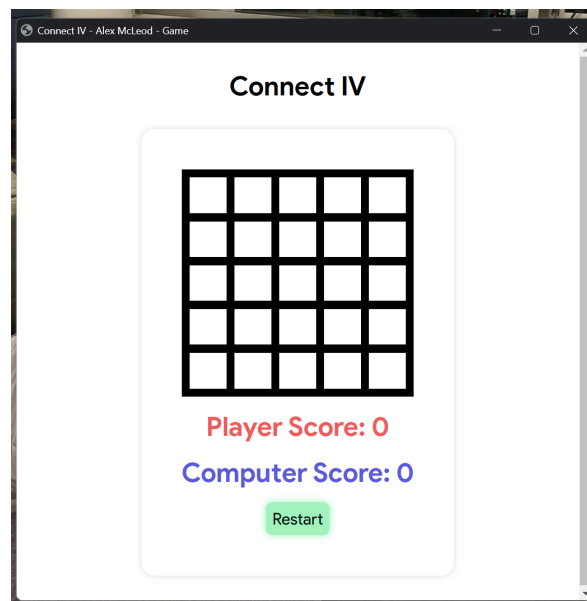 Connect IV - Alex McLeod - Game
Connect IV
Player Score: 0
Computer Score: 0
Restart